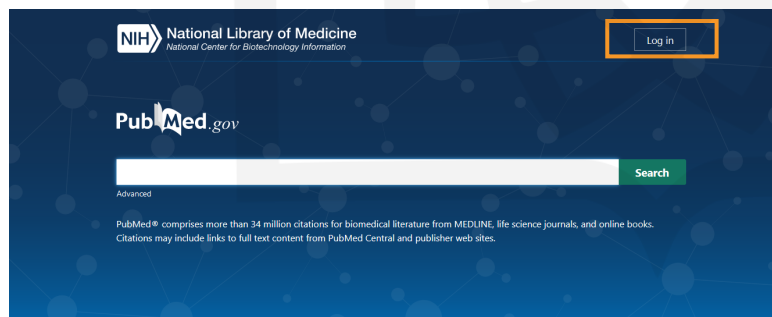 NIH National Library of Medicine
National Center for Biotechnology Information
Log in
PubMed.gov
Search
Advanced
PubMed® comprises more than 34 million citations for biomedical literature from MEDLINE, life science journals, and online books.
Citations may include links to full text content from PubMed Central and publisher web sites.